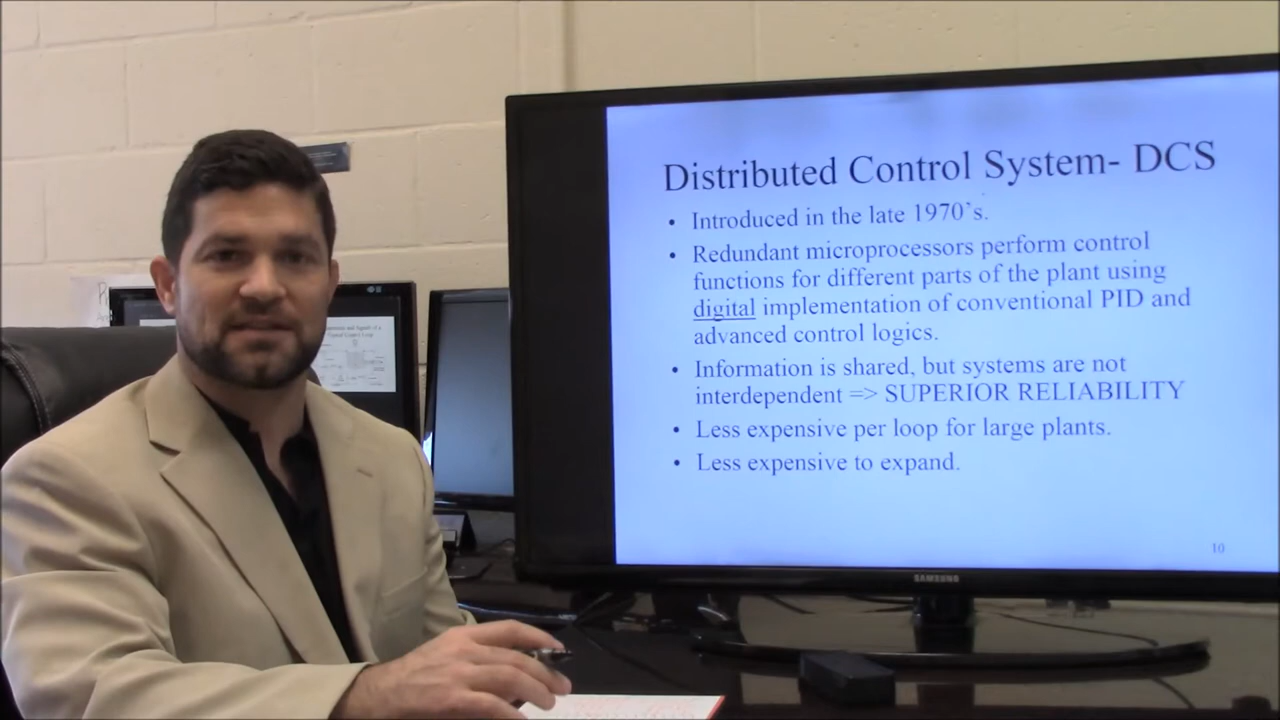 Distributed Control System- DCS
• Introduced in the late 1970's.
• Redundant microprocessors perform control
functions for different parts of the plant using
digital implementation of conventional PID and
advanced control logics.
• Information is shared, but systems are not
interdependent => SUPERIOR RELIABILITY
• Less expensive per loop for large plants.
• Less expensive to expand.
10
SAMSUNG